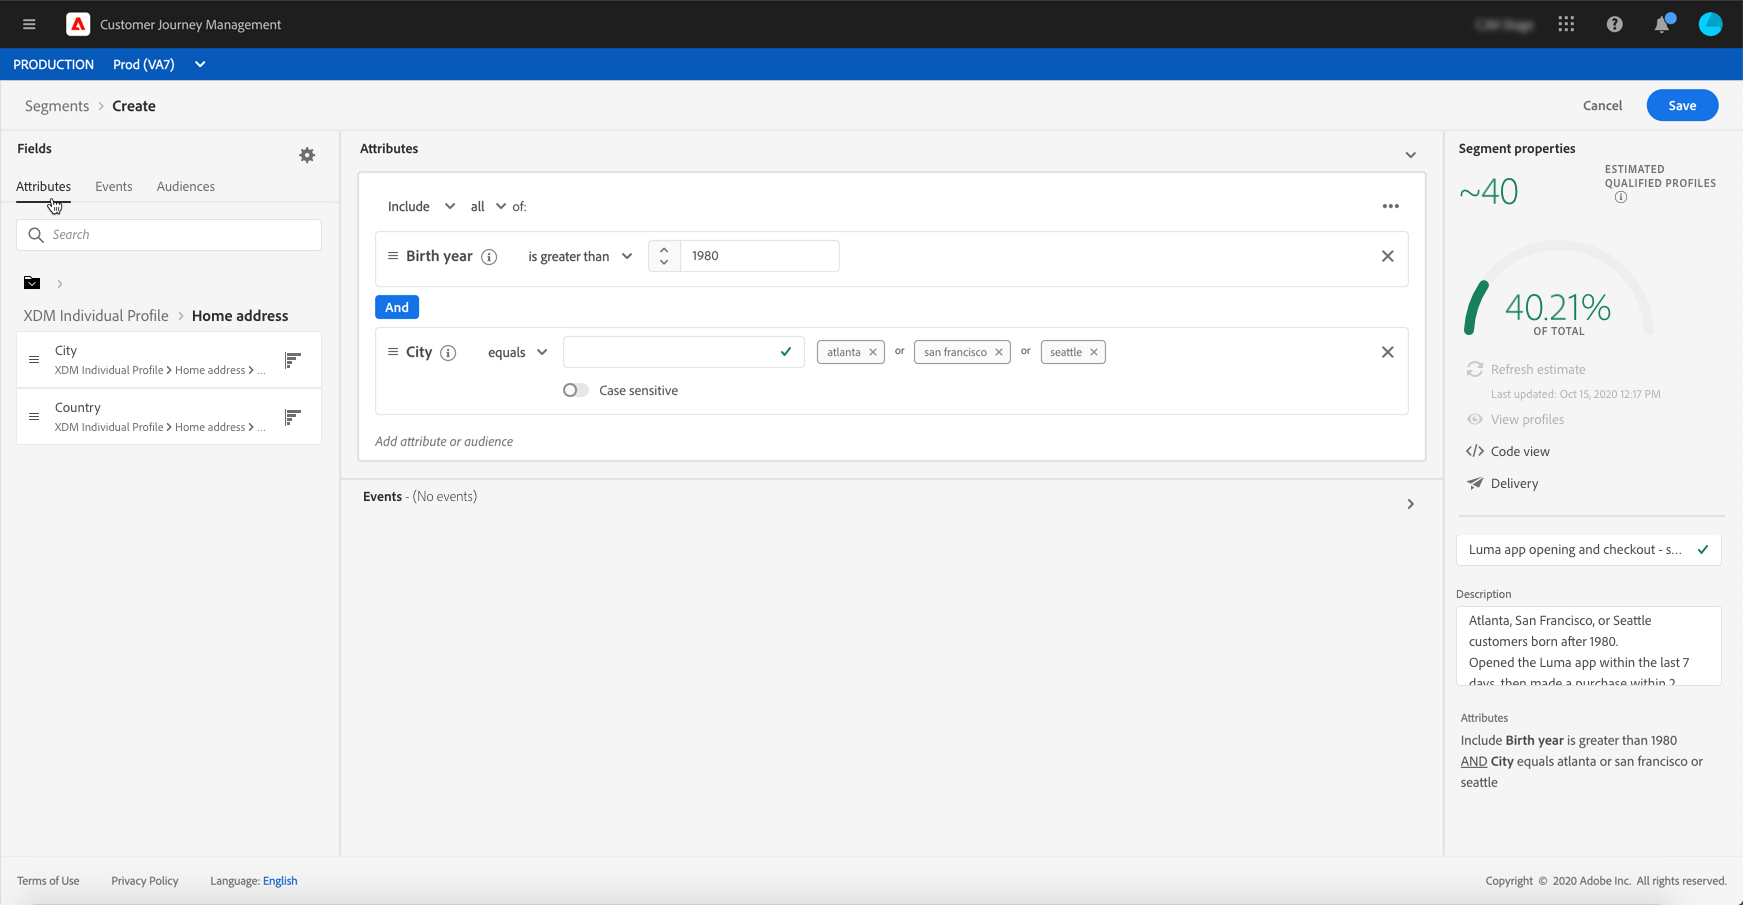 Customer Journey Management
PRODUCTION Prod (VA7)
Segments > Create
Cancel
Save
Fields
Attributes Events Audiences
Search
XDM Individual Profile > Home address
City
XDM Individual Profile > Home address > ...
Country
XDM Individual Profile > Home address > ...
Attributes
Include all of:
Birth year is greater than 1980
And
City equals atlanta or san francisco or seattle
Case sensitive
Add attribute or audience
Events - (No events)
Segment properties
~40
ESTIMATED
QUALIFIED PROFILES
40.21%
OF TOTAL
Refresh estimate
Last updated: Oct 15, 2020 12:17 PM
View profiles
Code view
Delivery
Luma app opening and checkout - s...
Description
Atlanta, San Francisco, or Seattle
customers born after 1980.
Opened the Luma app within the last 7
days, then made a purchase within 2
Attributes
Include Birth year is greater than 1980
AND City equals atlanta or san francisco or
seattle
Terms of Use Privacy Policy Language: English
Copyright © 2020 Adobe Inc. All rights reserved.